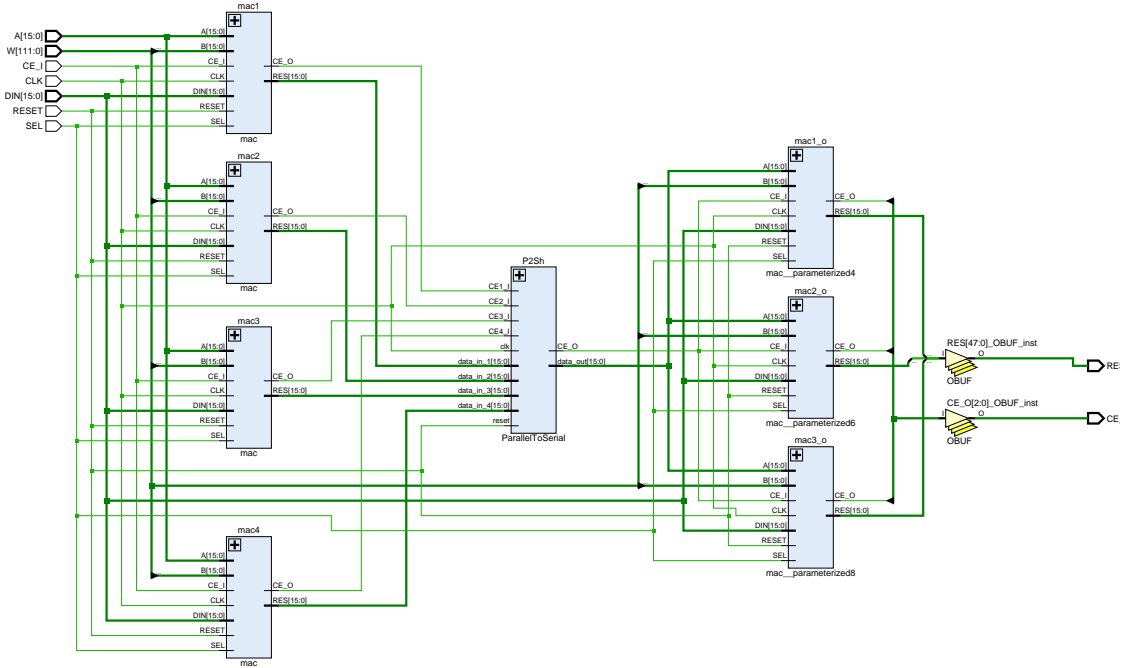 A[15:0]
W[111:0]
CE_I
CLK
DIN[15:0]
RESET
SEL
mac1
A[15:0]
B[15:0]
CE_I
CLK
DIN[15:0]
RESET
SEL
CE_O
RES[15:0]
mac
mac2
A[15:0]
B[15:0]
CE_I
CLK
DIN[15:0]
RESET
SEL
CE_O
RES[15:0]
mac
mac3
A[15:0]
B[15:0]
CE_I
CLK
DIN[15:0]
RESET
SEL
CE_O
RES[15:0]
mac
mac4
A[15:0]
B[15:0]
CE_I
CLK
DIN[15:0]
RESET
SEL
CE_O
RES[15:0]
mac
P2Sh
CE1_I
CE2_I
CE3_I
CE4_I
clk
data_in_1[15:0]
data_in_2[15:0]
data_in_3[15:0]
data_in_4[15:0]
reset
CE_O
data_out[15:0]
ParallelToSerial
mac1_o
A[15:0]
B[15:0]
CE_I
CLK
DIN[15:0]
RESET
SEL
CE_O
RES[15:0]
mac__parameterized4
mac2_o
A[15:0]
B[15:0]
CE_I
CLK
DIN[15:0]
RESET
SEL
CE_O
RES[15:0]
mac__parameterized6
mac3_o
A[15:0]
B[15:0]
CE_I
CLK
DIN[15:0]
RESET
SEL
CE_O
RES[15:0]
mac__parameterized8
RES[47:0]_OBUF_inst
I
O
OBUF
CE_O[2:0]_OBUF_inst
I
O
OBUF